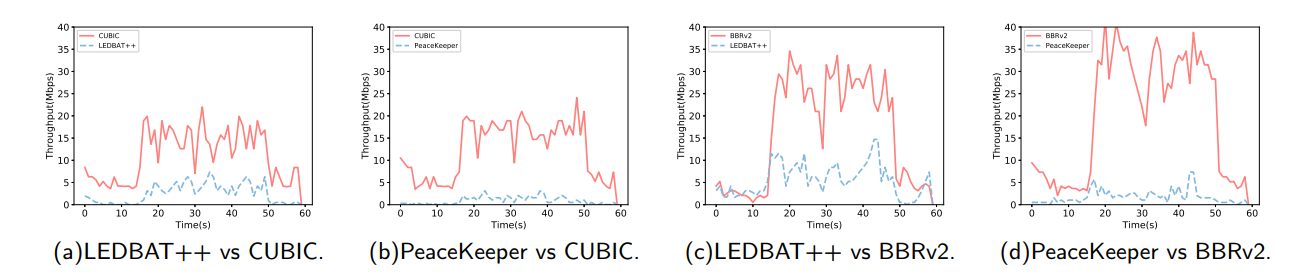 40
35
30
25
20
15
10
5
0
Throughput(Mbps)
CUBIC
LEDBAT++
0 10 20 30 40 50 60
Time(s)
(a)LEDBAT++ vs CUBIC.
40
35
30
25
20
15
10
5
0
Throughput(Mbps)
CUBIC
PeaceKeeper
0 10 20 30 40 50 60
Time(s)
(b)PeaceKeeper vs CUBIC.
40
35
30
25
20
15
10
5
0
Throughput(Mbps)
BBRv2
LEDBAT++
0 10 20 30 40 50 60
Time(s)
(c)LEDBAT++ vs BBRv2.
40
35
30
25
20
15
10
5
0
Throughput(Mbps)
BBRv2
PeaceKeeper
0 10 20 30 40 50 60
Time(s)
(d)PeaceKeeper vs BBRv2.